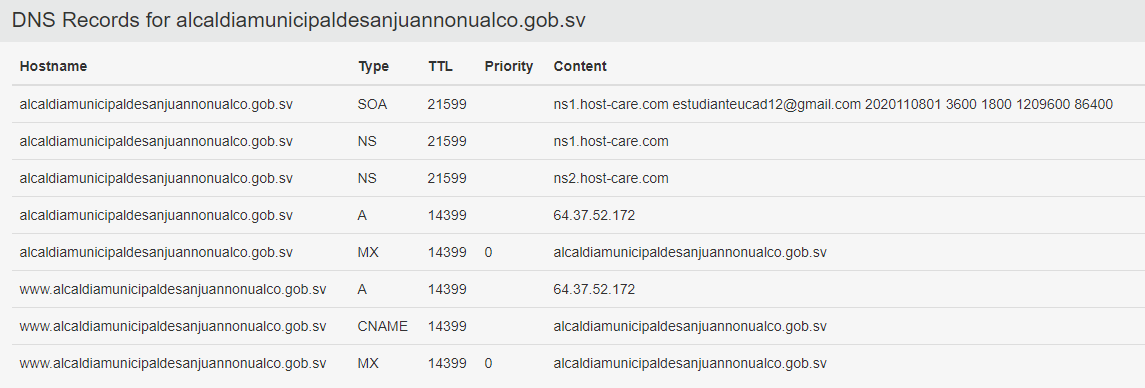 DNS Records for alcaldiamunicipaldesanjuannonualco.gob.sv
Hostname Type TTL Priority Content
alcaldiamunicipaldesanjuannonualco.gob.sv SOA 21599 ns1.host-care.com estudianteucad12@gmail.com 2020110801 3600 1800 1209600 86400
alcaldiamunicipaldesanjuannonualco.gob.sv NS 21599 ns1.host-care.com
alcaldiamunicipaldesanjuannonualco.gob.sv NS 21599 ns2.host-care.com
alcaldiamunicipaldesanjuannonualco.gob.sv A 14399 64.37.52.172
alcaldiamunicipaldesanjuannonualco.gob.sv MX 14399 0 alcaldiamunicipaldesanjuannonualco.gob.sv
www.alcaldiamunicipaldesanjuannonualco.gob.sv A 14399 64.37.52.172
www.alcaldiamunicipaldesanjuannonualco.gob.sv CNAME 14399 alcaldiamunicipaldesanjuannonualco.gob.sv
www.alcaldiamunicipaldesanjuannonualco.gob.sv MX 14399 0 alcaldiamunicipaldesanjuannonualco.gob.sv